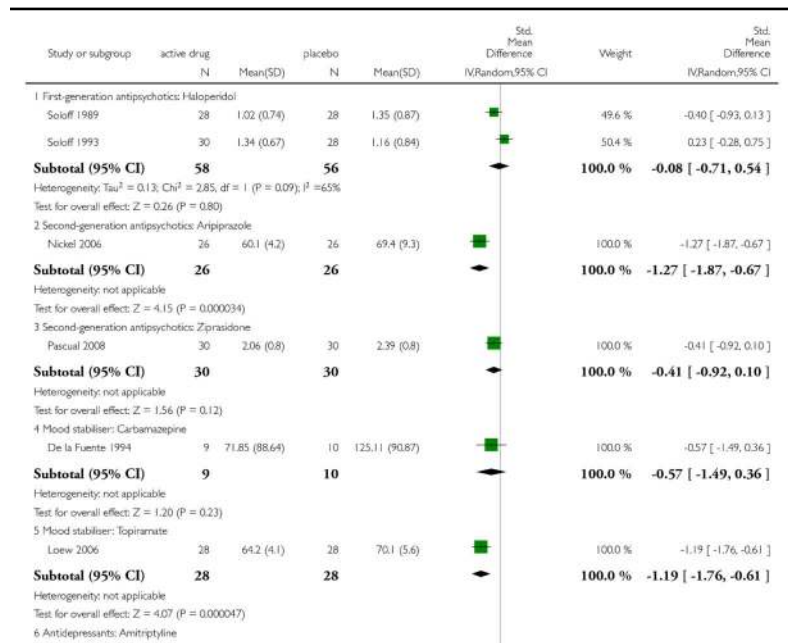 Study or subgroup active drug placebo Std. Mean Difference Weight Std. Mean Difference
N Mean(SD) N Mean(SD) IV,Random,95% CI IV,Random,95% CI
1 First-generation antipsychotics: Haloperidol
Soloff 1989 28 1.02 (0.74) 28 1.35 (0.87) 49.6 % -0.40 [ -0.93, 0.13 ]
Soloff 1993 30 1.34 (0.67) 28 1.16 (0.84) 50.4 % 0.23 [ -0.28, 0.75 ]
Subtotal (95% CI) 58 56 100.0 % -0.08 [ -0.71, 0.54 ]
Heterogeneity: Tau² = 0.13; Chi² = 2.85, df = 1 (P = 0.09); I² =65%
Test for overall effect: Z = 0.26 (P = 0.80)
2 Second-generation antipsychotics: Aripiprazole
Nickel 2006 26 60.1 (4.2) 26 69.4 (9.3) 100.0 % -1.27 [ -1.87, -0.67 ]
Subtotal (95% CI) 26 26 100.0 % -1.27 [ -1.87, -0.67 ]
Heterogeneity: not applicable
Test for overall effect: Z = 4.15 (P = 0.000034)
3 Second-generation antipsychotics: Ziprasidone
Pascual 2008 30 2.06 (0.8) 30 2.39 (0.8) 100.0 % -0.41 [ -0.92, 0.10 ]
Subtotal (95% CI) 30 30 100.0 % -0.41 [ -0.92, 0.10 ]
Heterogeneity: not applicable
Test for overall effect: Z = 1.56 (P = 0.12)
4 Mood stabiliser: Carbamazepine
De la Fuente 1994 9 71.85 (88.64) 10 125.11 (90.87) 100.0 % -0.57 [ -1.49, 0.36 ]
Subtotal (95% CI) 9 10 100.0 % -0.57 [ -1.49, 0.36 ]
Heterogeneity: not applicable
Test for overall effect: Z = 1.20 (P = 0.23)
5 Mood stabiliser: Topiramate
Loew 2006 28 64.2 (4.1) 28 70.1 (5.6) 100.0 % -1.19 [ -1.76, -0.61 ]
Subtotal (95% CI) 28 28 100.0 % -1.19 [ -1.76, -0.61 ]
Heterogeneity: not applicable
Test for overall effect: Z = 4.07 (P = 0.000047)
6 Antidepressants: Amitriptyline